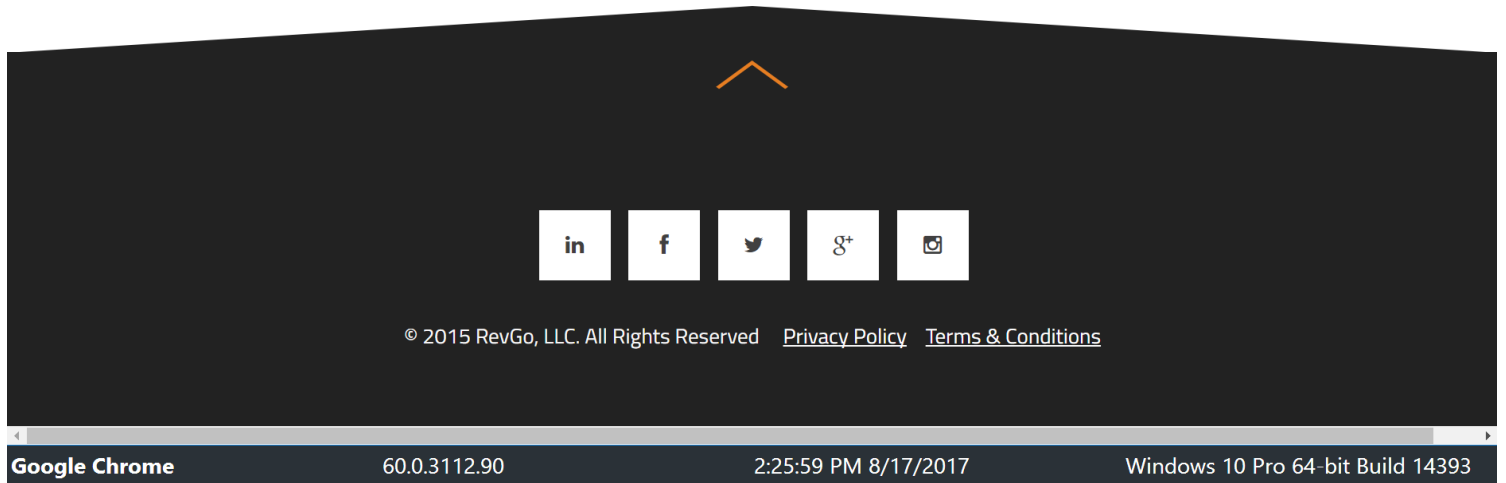 in f g+
© 2015 RevGo, LLC. All Rights Reserved Privacy Policy Terms & Conditions
Google Chrome 60.0.3112.90 2:25:59 PM 8/17/2017 Windows 10 Pro 64-bit Build 14393